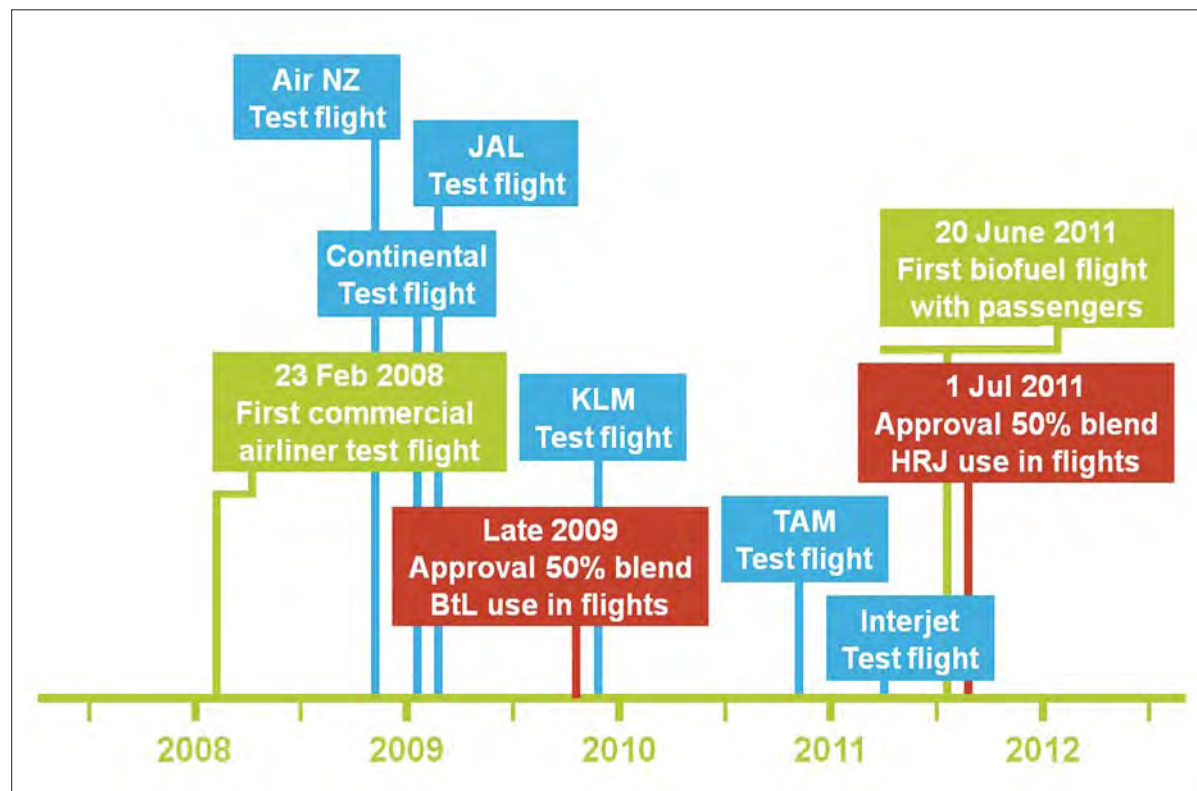 Air NZ
Test flight
JAL
Test flight
Continental
Test flight
20 June 2011
First biofuel flight
with passengers
23 Feb 2008
First commercial
airliner test flight
KLM
Test flight
1 Jul 2011
Approval 50% blend
HRJ use in flights
Late 2009
Approval 50% blend
BtL use in flights
TAM
Test flight
Interjet
Test flight
2008 2009 2010 2011 2012